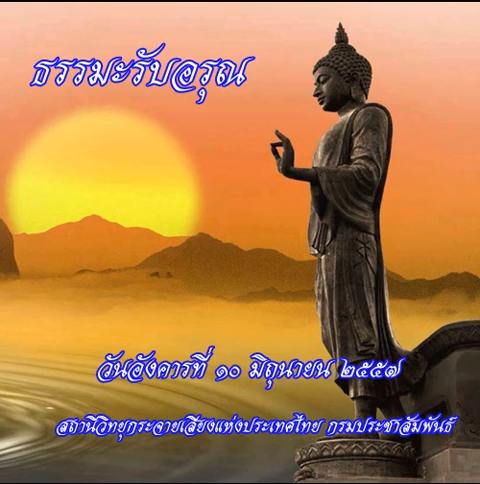 ธรรมะรับอรุณ
วันอังคารที่ ๑๐ มิถุนายน ๒๕๕๗
สถานีวิทยุกระจายเสียงแห่งประเทศไทย กรมประชาสัมพันธ์